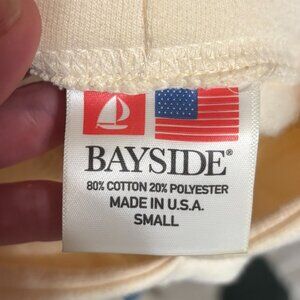 BAYSIDE®
80% COTTON 20% POLYESTER
MADE IN U.S.A.
SMALL